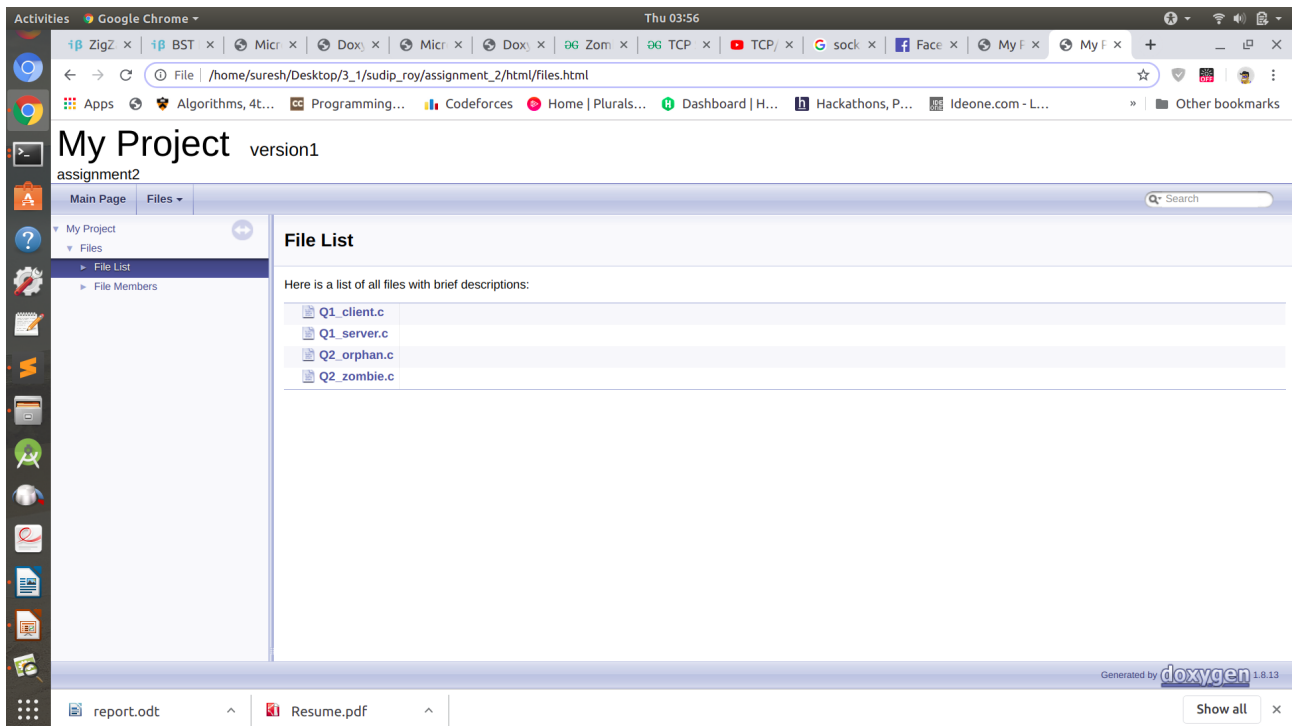 Activities Google Chrome Thu 03:56
ZigZ BST Micr Doxy Micr Doxy Zom TCP TCP/ sock Face My F My F
File /home/suresh/Desktop/3_1/sudip_roy/assignment_2/html/files.html
Apps Algorithms, 4t... Programming... Codeforces Home | Plurals... Dashboard | H... Hackathons, P... Ideone.com - L... » Other bookmarks
My Project version1
assignment2
Main Page Files Search
My Project
Files
File List
File Members
File List
Here is a list of all files with brief descriptions:
Q1_client.c
Q1_server.c
Q2_orphan.c
Q2_zombie.c
Generated by doxygen 1.8.13
report.odt Resume.pdf Show all